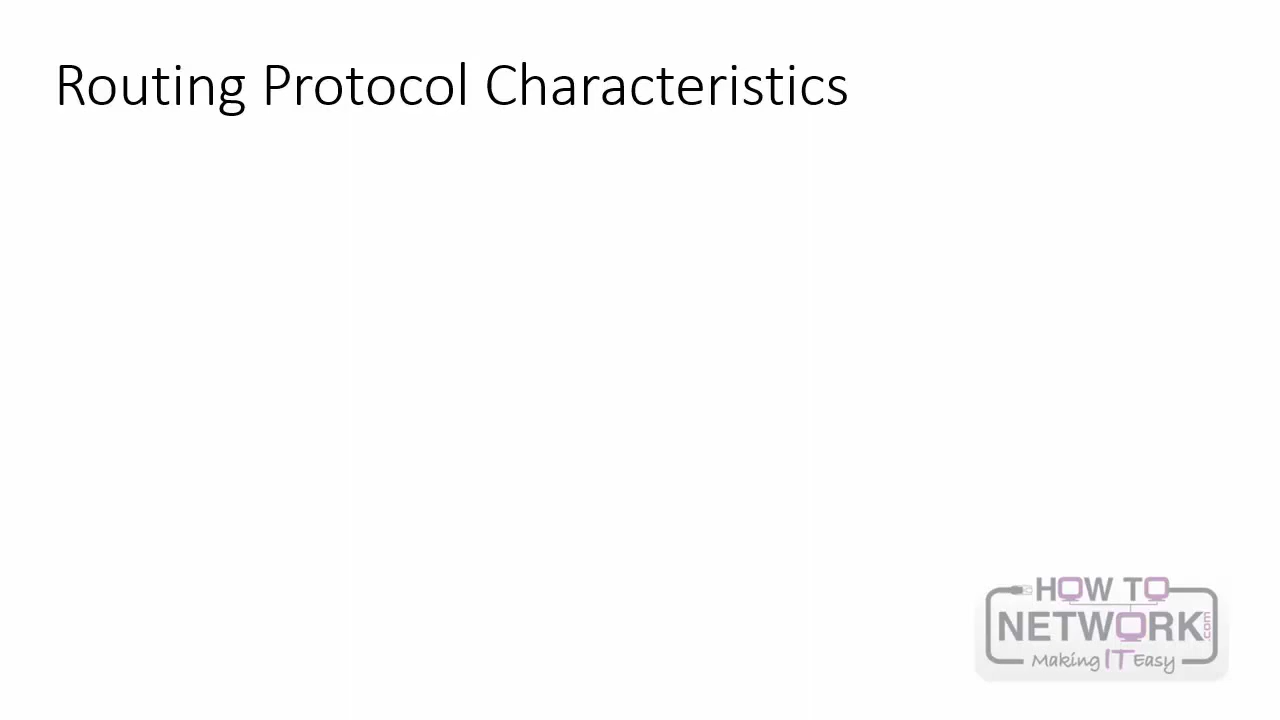 Routing Protocol Characteristics
HOW TO
NETWORK.com
Making IT Easy